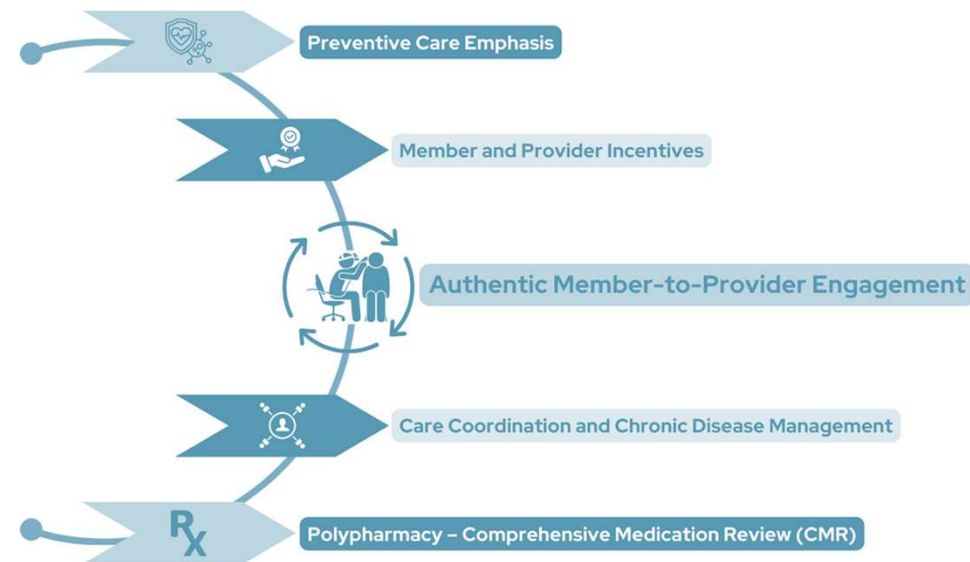 Preventive Care Emphasis
Member and Provider Incentives
Authentic Member-to-Provider Engagement
Care Coordination and Chronic Disease Management
Rx
Polypharmacy – Comprehensive Medication Review (CMR)